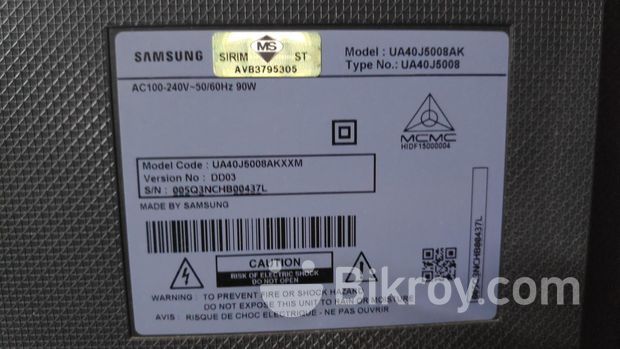 SAMSUNG
SIRIM MS ST
AVB3795305
Model : UA40J5008AK
Type No.: UA40J5008
AC100-240V~50/60Hz 90W
MCMC
HIDF15000004
Model Code : UA40J5008AKXXM
Version No : DD03
S/N : 005Q3NCHB00437L
MADE BY SAMSUNG
005Q3NCHB00437L
CAUTION
RISK OF ELECTRIC SHOCK
DO NOT OPEN
WARNING : TO PREVENT FIRE OR SHOCK HAZARD
DO NOT EXPOSE THIS UNIT TO RAIN OR MOISTURE
AVIS : RISQUE DE CHOC ELECTRIQUE - NE PAS OUVRIR
Bikroy.com